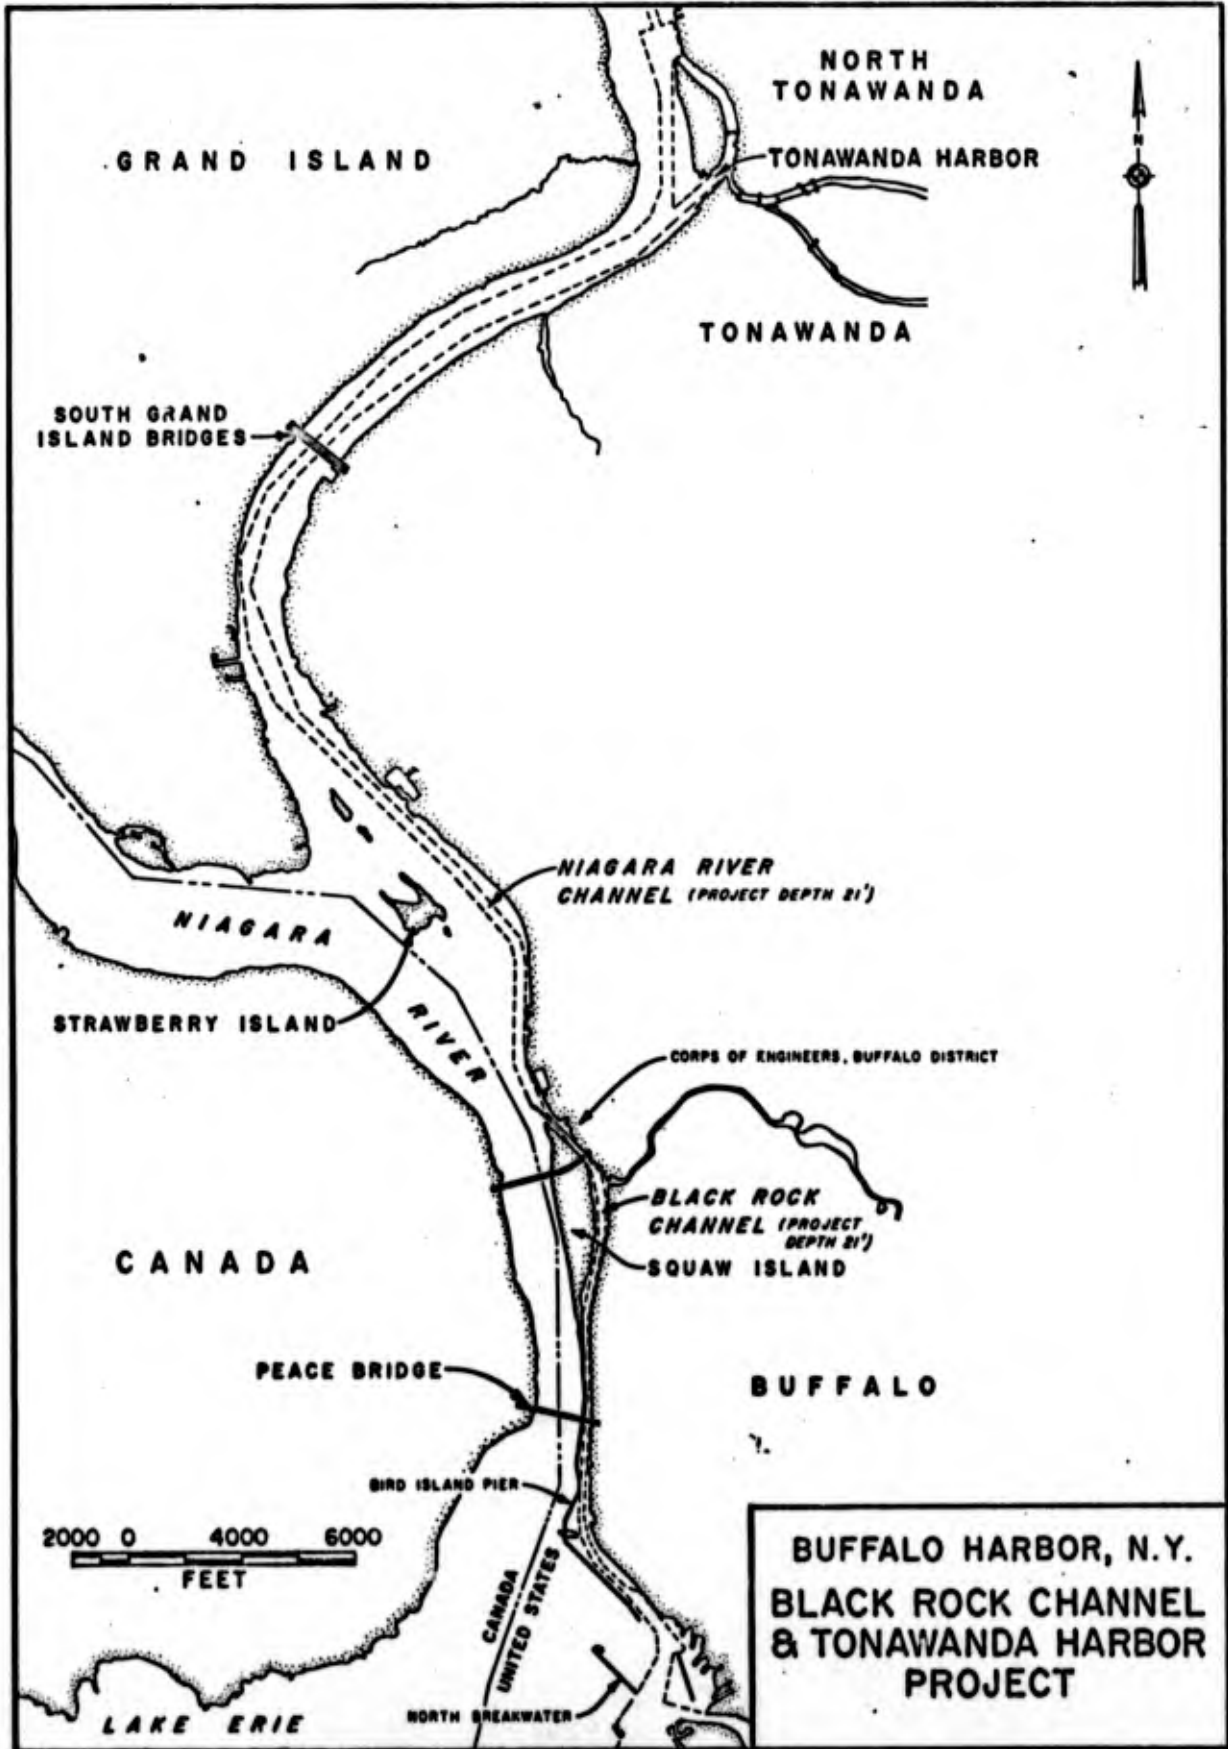 NORTH
TONAWANDA
GRAND ISLAND
TONAWANDA HARBOR
N
TONAWANDA
SOUTH GRAND
ISLAND BRIDGES
NIAGARA RIVER
CHANNEL (PROJECT DEPTH 21')
NIAGARA
RIVER
STRAWBERRY ISLAND
CORPS OF ENGINEERS, BUFFALO DISTRICT
BLACK ROCK
CHANNEL (PROJECT
DEPTH 21')
SQUAW ISLAND
CANADA
PEACE BRIDGE
BUFFALO
BIRD ISLAND PIER
2000 0 4000 6000
FEET
CANADA
UNITED STATES
NORTH BREAKWATER
LAKE ERIE
BUFFALO HARBOR, N.Y.
BLACK ROCK CHANNEL
& TONAWANDA HARBOR
PROJECT